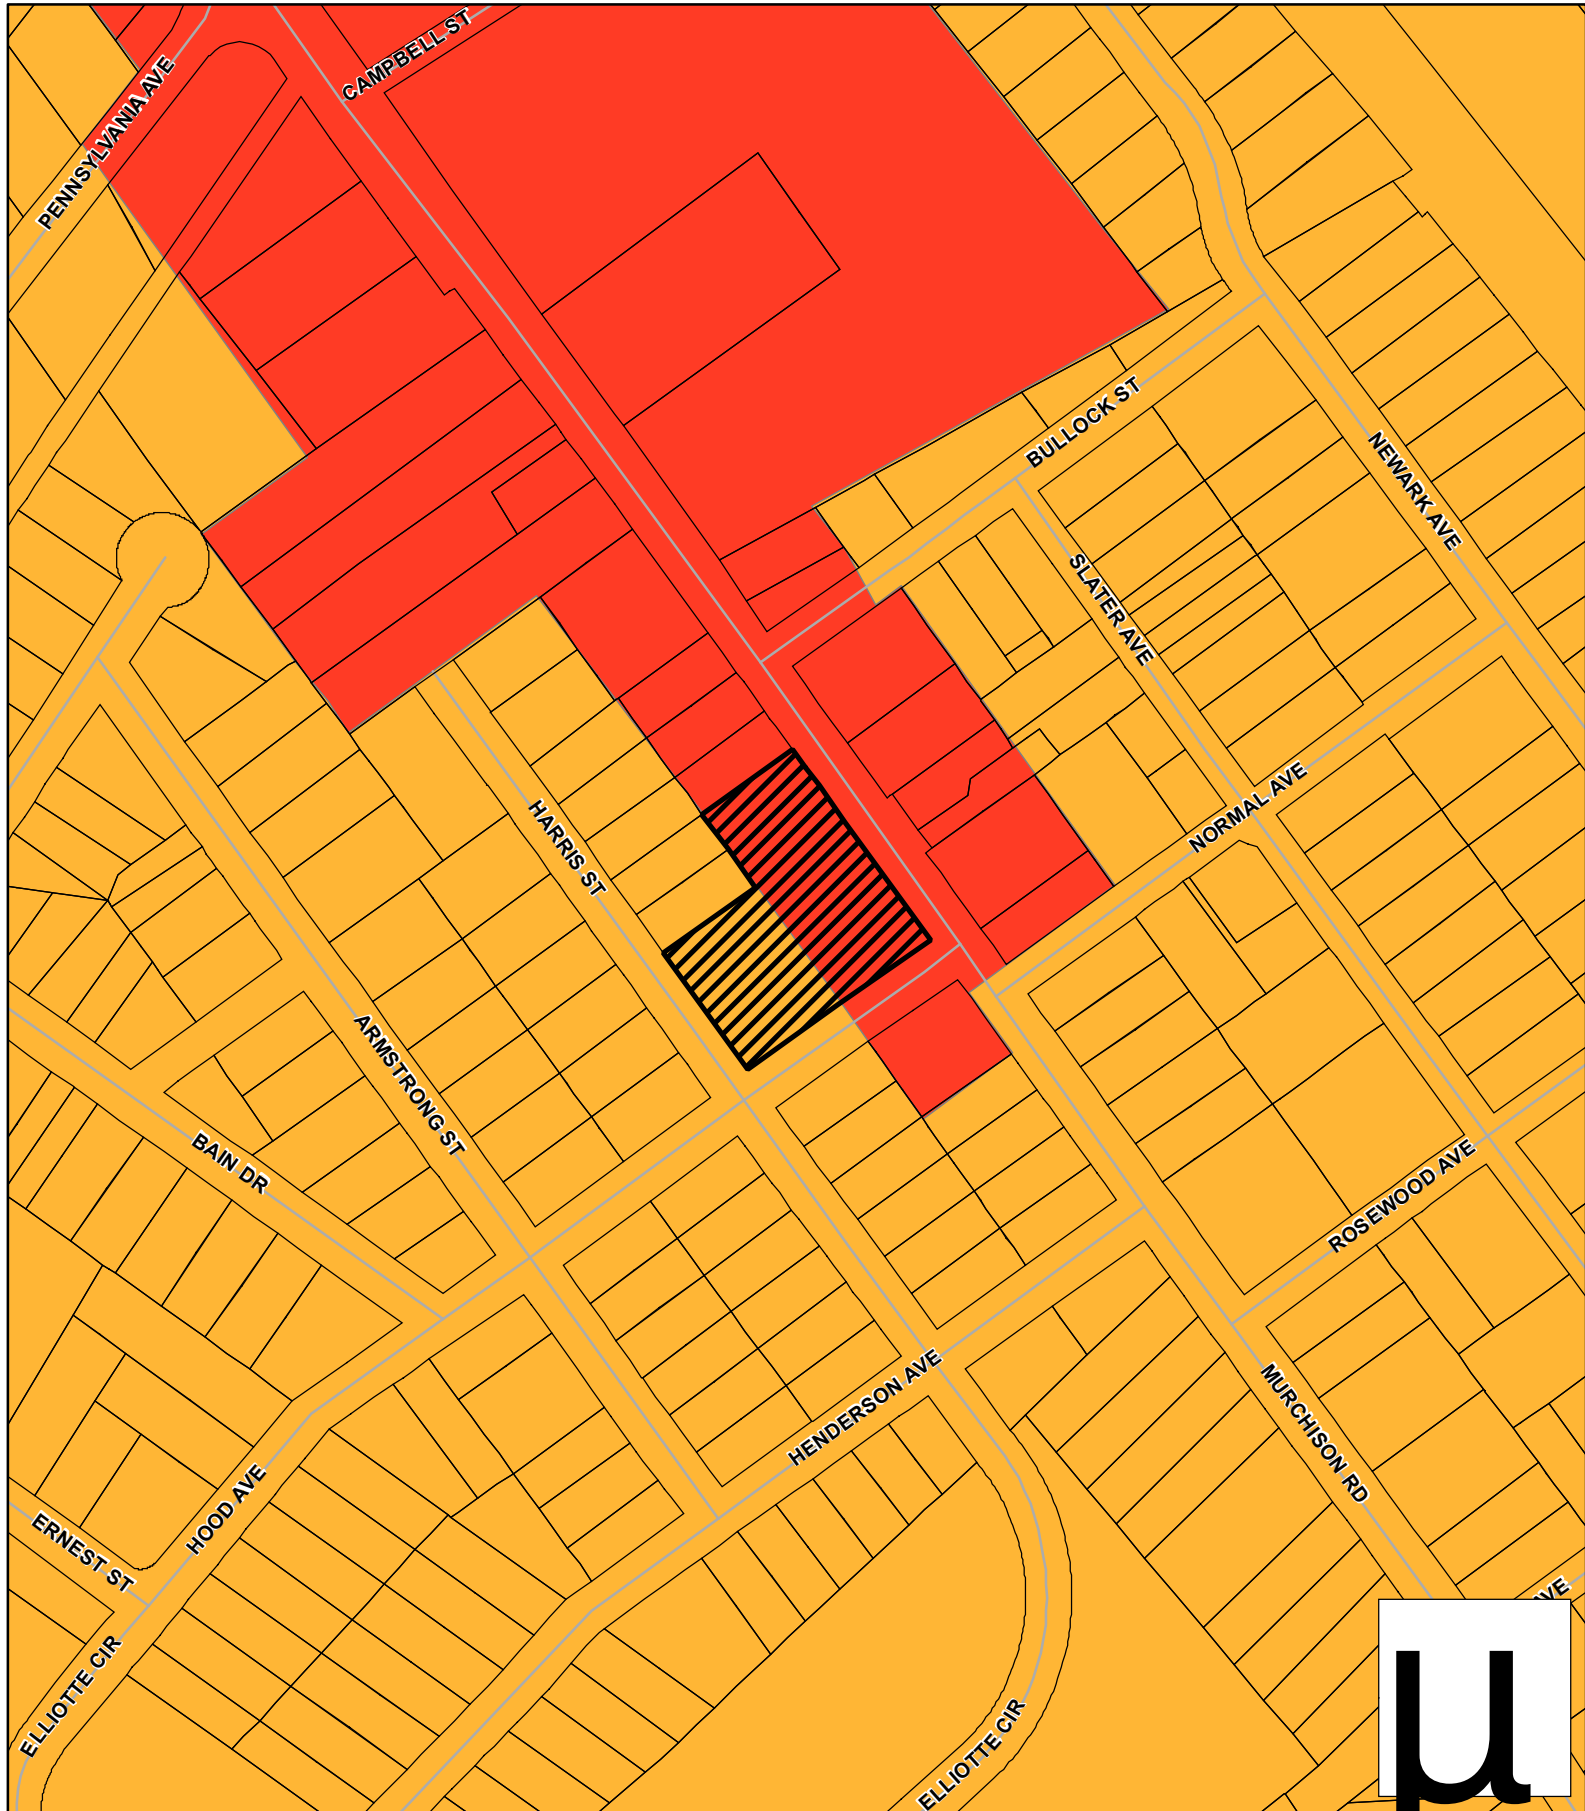 CAMPBELL ST
PENNSYLVANIA AVE
BULLOCK ST
NEWARK AVE
SLATER AVE
NORMAL AVE
HARRIS ST
ARMSTRONG ST
BAIN DR
ROSEWOOD AVE
HENDERSON AVE
MURCHISON RD
HOOD AVE
ERNEST ST
AVE
ELLIOTTE CIR
ELLIOTTE CIR
µ